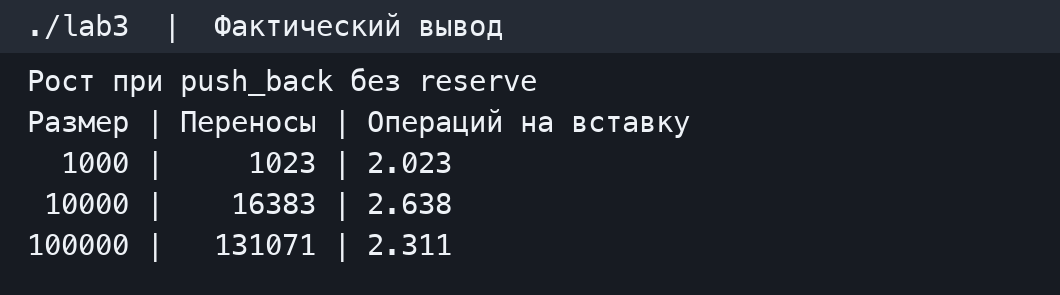 ./lab3 | Фактический вывод
Рост при push_back без reserve
Размер | Переносы | Операций на вставку
1000 | 1023 | 2.023
10000 | 16383 | 2.638
100000 | 131071 | 2.311